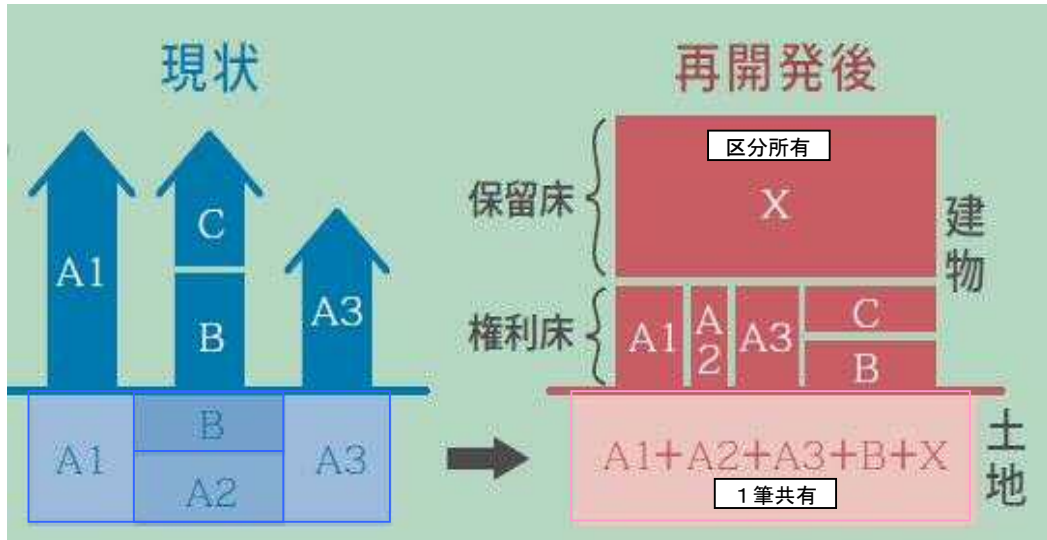 現状
A1
C
B
A3
A1
B
A2
A3
再開発後
保留床
区分所有
X
建物
権利床
A1
A2
A3
C
B
A1+A2+A3+B+X
1筆共有
土地